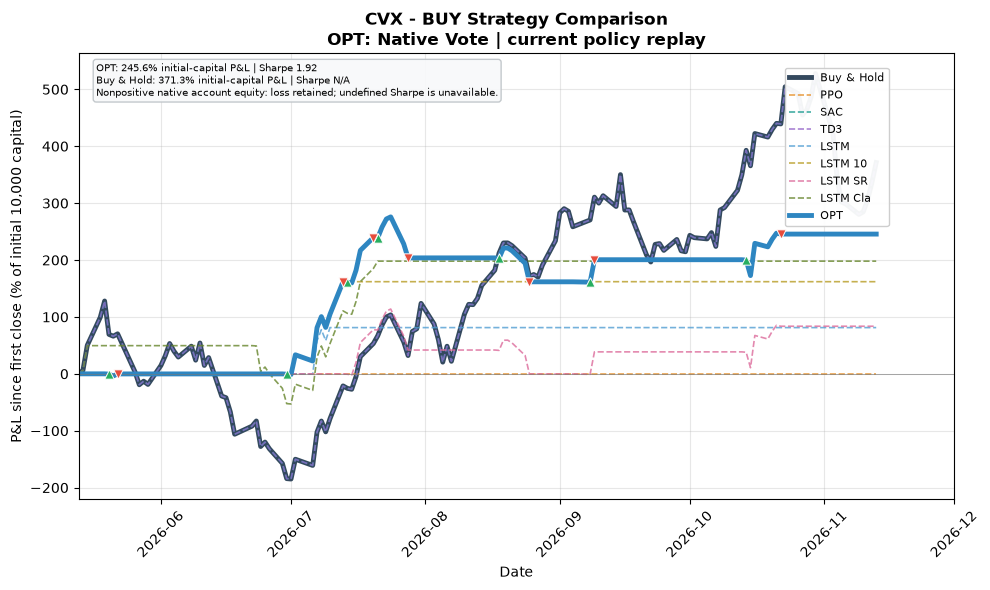 CVX - BUY Strategy Comparison
OPT: Native Vote | current policy replay
OPT: 245.6% initial-capital P&L | Sharpe 1.92
Buy & Hold: 371.3% initial-capital P&L | Sharpe N/A
Nonpositive native account equity: loss retained; undefined Sharpe is unavailable.
Buy & Hold
PPO
SAC
TD3
LSTM
LSTM 10
LSTM SR
LSTM Cla
OPT
P&L since first close (% of initial 10,000 capital)
500
400
300
200
100
0
−100
−200
2026-06
2026-07
2026-08
2026-09
2026-10
2026-11
2026-12
Date